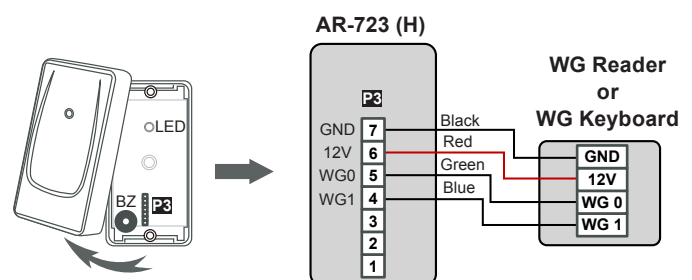 AR-723 (H)
WG Reader
or
WG Keyboard
LED
BZ
P3
P3
GND 7 Black GND
12V 6 Red 12V
WG0 5 Green WG 0
WG1 4 Blue WG 1
3
2
1